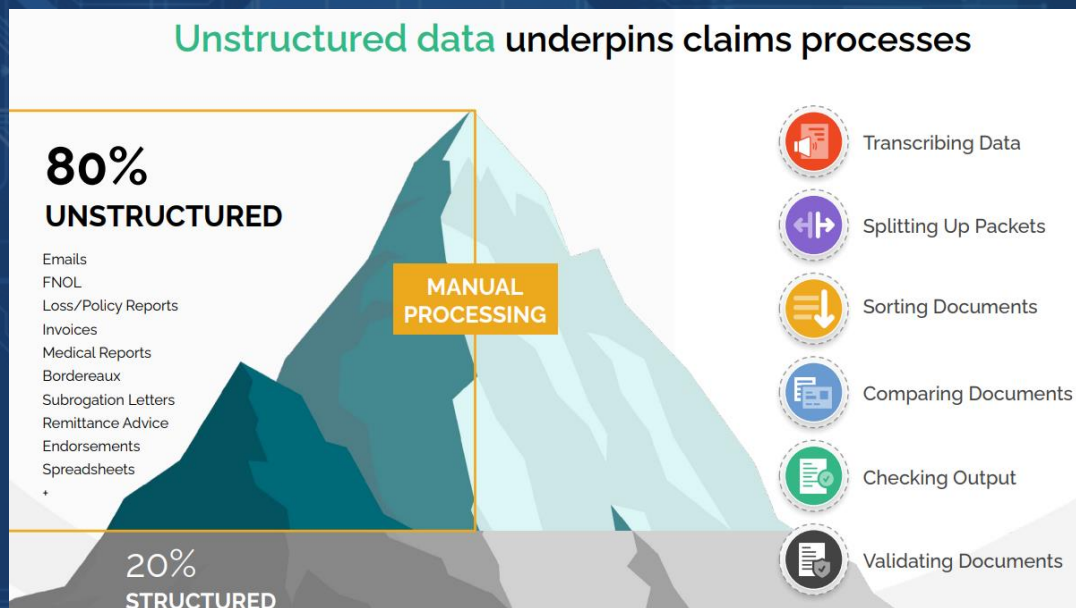 Unstructured data underpins claims processes
80%
UNSTRUCTURED
Emails
FNOL
Loss/Policy Reports
Invoices
Medical Reports
Bordereaux
Subrogation Letters
Remittance Advice
Endorsements
Spreadsheets
+
MANUAL
PROCESSING
20%
STRUCTURED
Transcribing Data
Splitting Up Packets
Sorting Documents
Comparing Documents
Checking Output
Validating Documents